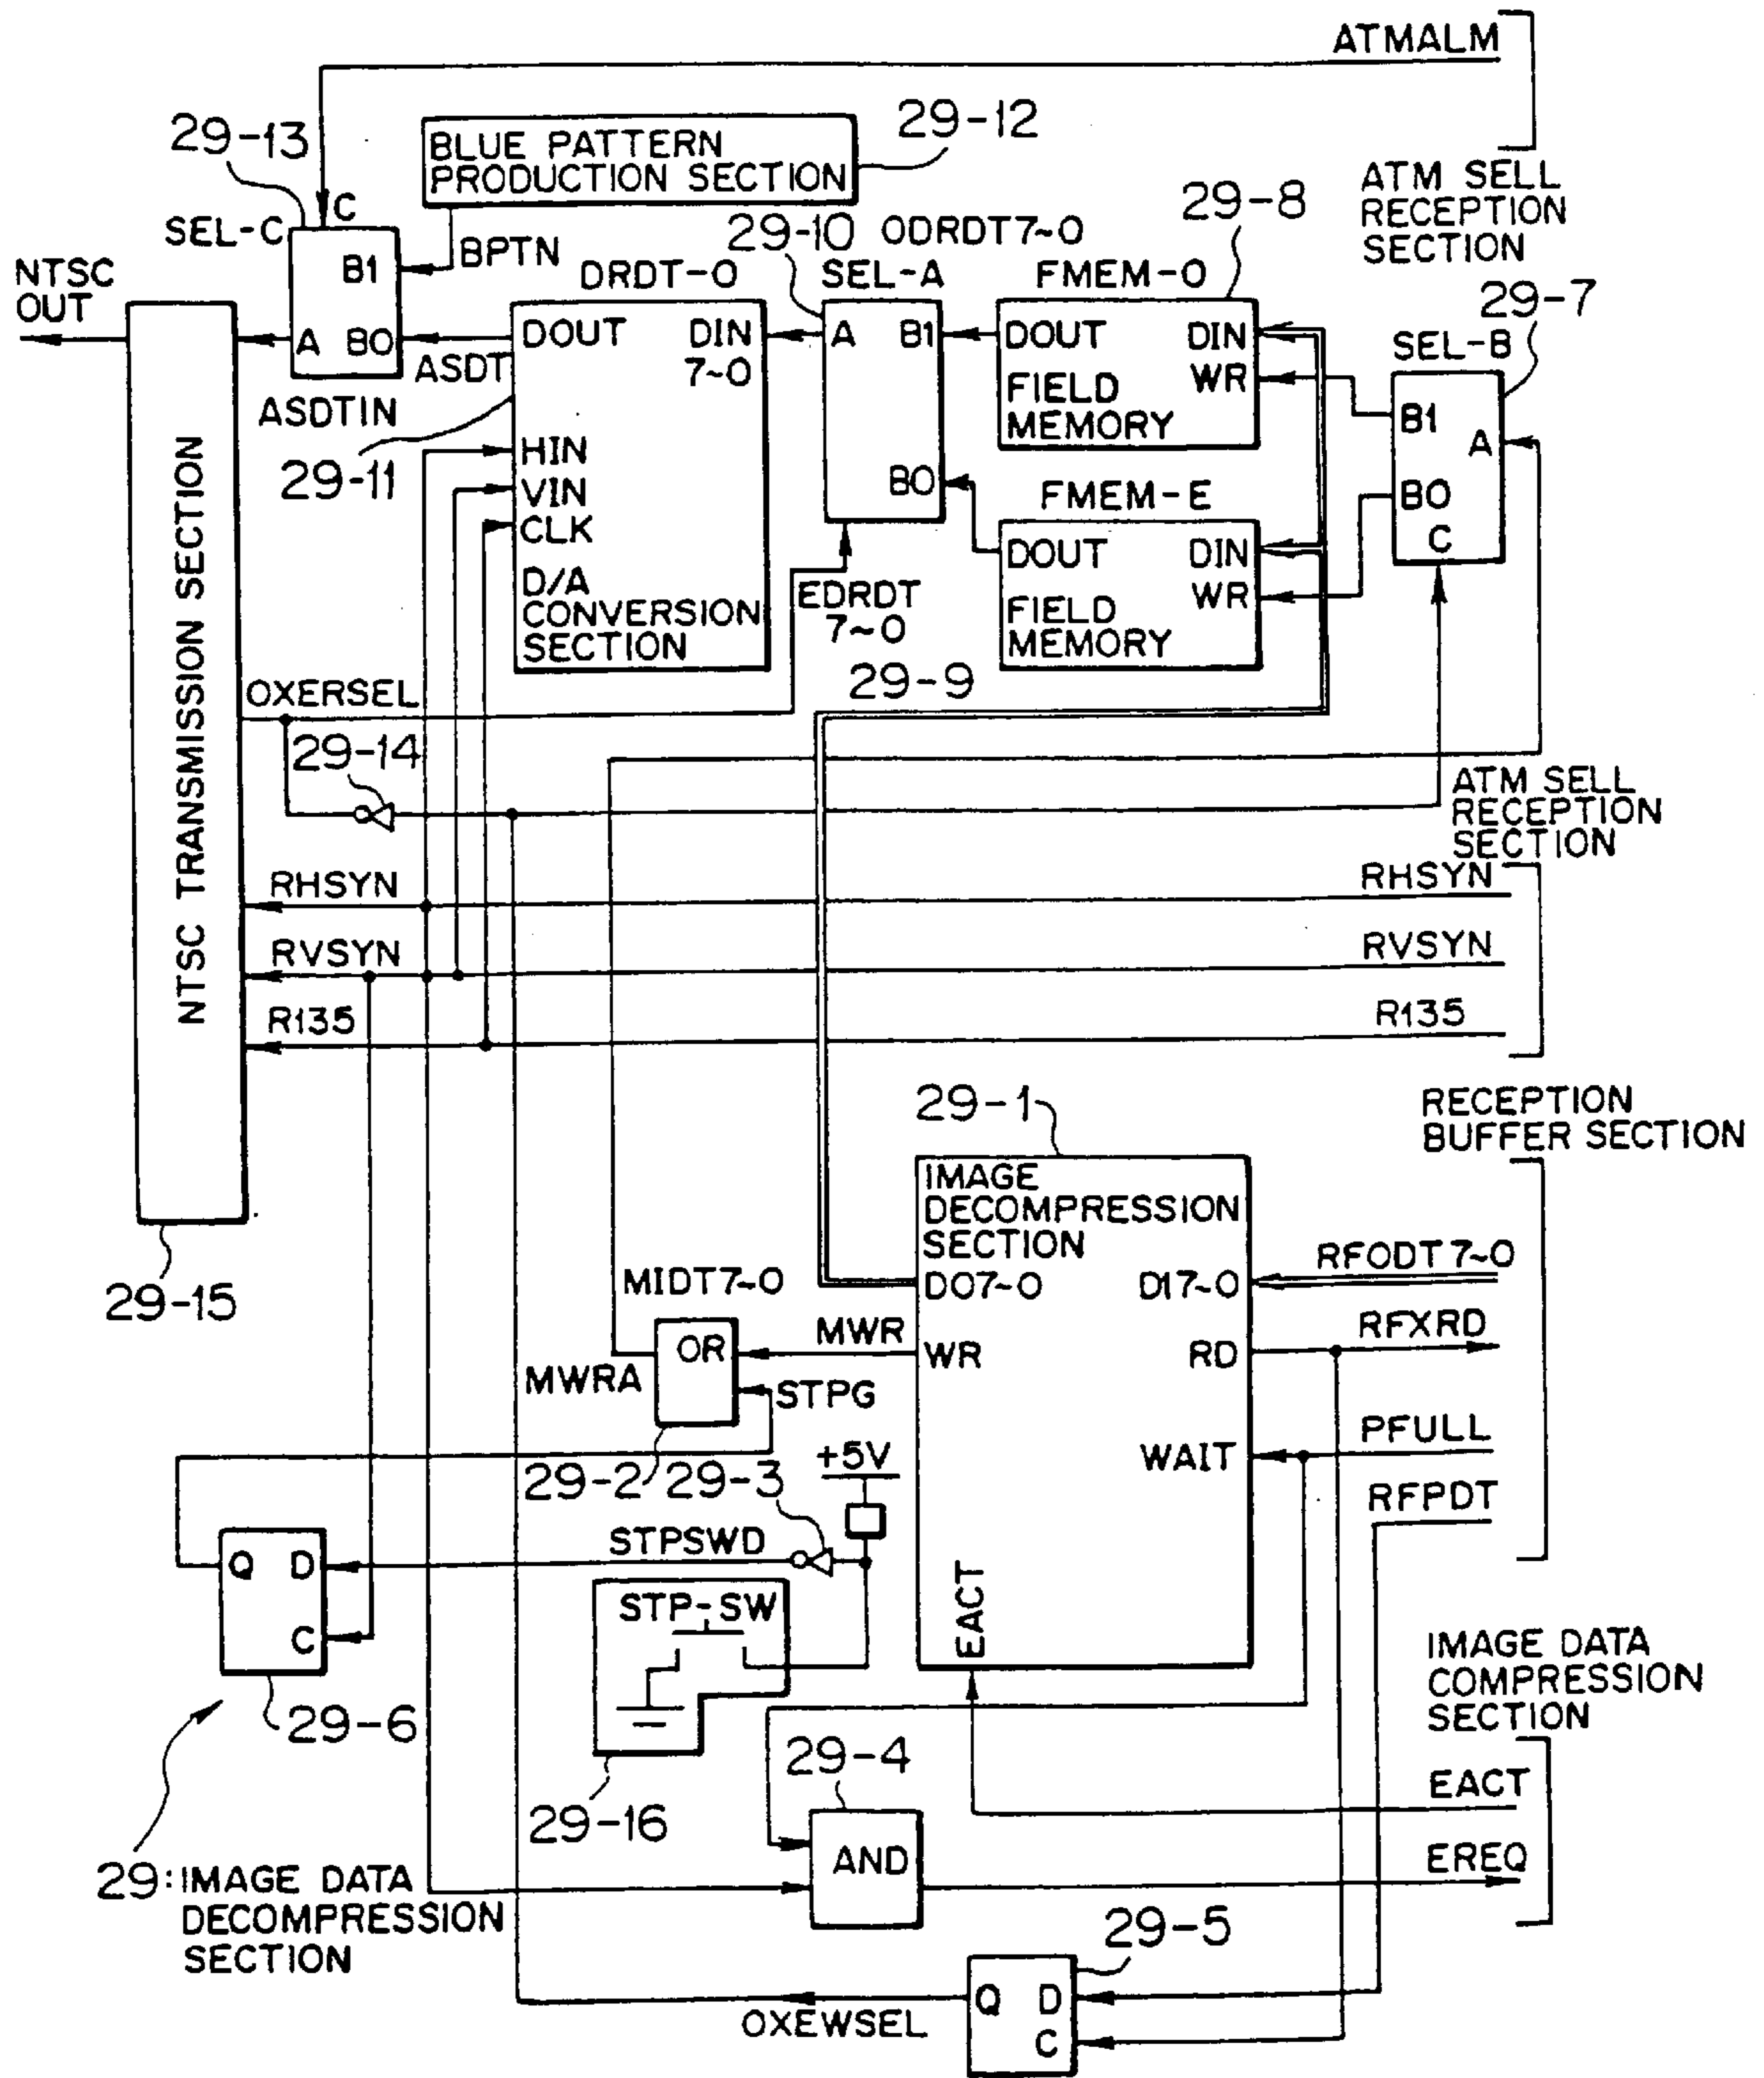 ATMALM
29-13
29-12
BLUE PATTERN
PRODUCTION SECTION
ATM SELL
RECEPTION
SECTION
SEL-C
C
B1
BPTN
29-10
ODRDT7~0
29-8
NTSC
OUT
DRDT-0
SEL-A
FMEM-0
29-7
A
B0
ASDT
DOUT
DIN
7~0
A
B1
DOUT
DIN
WR
FIELD
MEMORY
SEL-B
B1
A
B0
C
ASDTIN
29-11
HIN
VIN
CLK
D/A
CONVERSION
SECTION
B0
FMEM-E
DOUT
DIN
WR
FIELD
MEMORY
EDRDT
7~0
29-9
NTSC TRANSMISSION SECTION
OXERSEL
29-14
ATM SELL
RECEPTION
SECTION
RHSYN
RHSYN
RVSYN
RVSYN
R135
R135
29-1
RECEPTION
BUFFER SECTION
IMAGE
DECOMPRESSION
SECTION
29-15
MIDT7~0
D07~0
D17~0
RFODT7~0
OR
MWR
WR
RD
RFXRD
MWRA
STPG
29-2
29-3
+5V
WAIT
PFULL
RFPDT
STPSWD
Q
D
C
STP-SW
EACT
29-6
29-16
29-4
IMAGE DATA
COMPRESSION
SECTION
EACT
AND
EREQ
29:IMAGE DATA
DECOMPRESSION
SECTION
29-5
Q
D
C
OXEWSEL